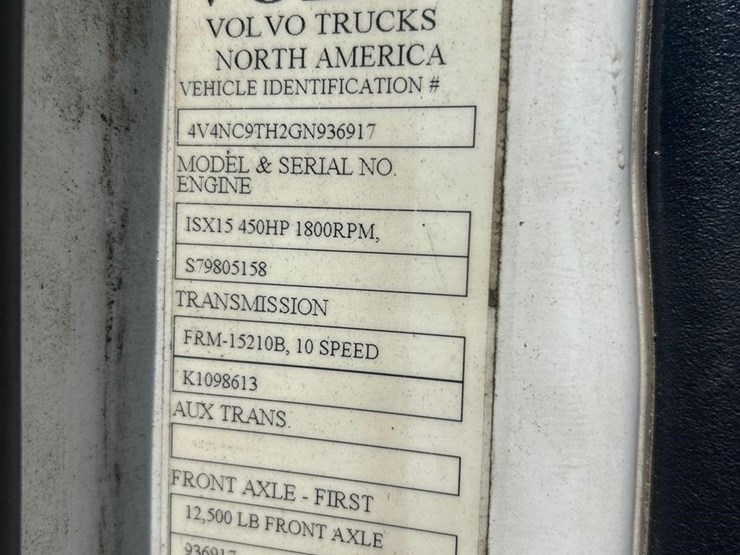 VOLVO TRUCKS
NORTH AMERICA
VEHICLE IDENTIFICATION #
4V4NC9TH2GN936917
MODEL & SERIAL NO.
ENGINE
ISX15 450HP 1800RPM,
S79805158
TRANSMISSION
FRM-15210B, 10 SPEED
K1098613
AUX TRANS.
FRONT AXLE - FIRST
12,500 LB FRONT AXLE
936917